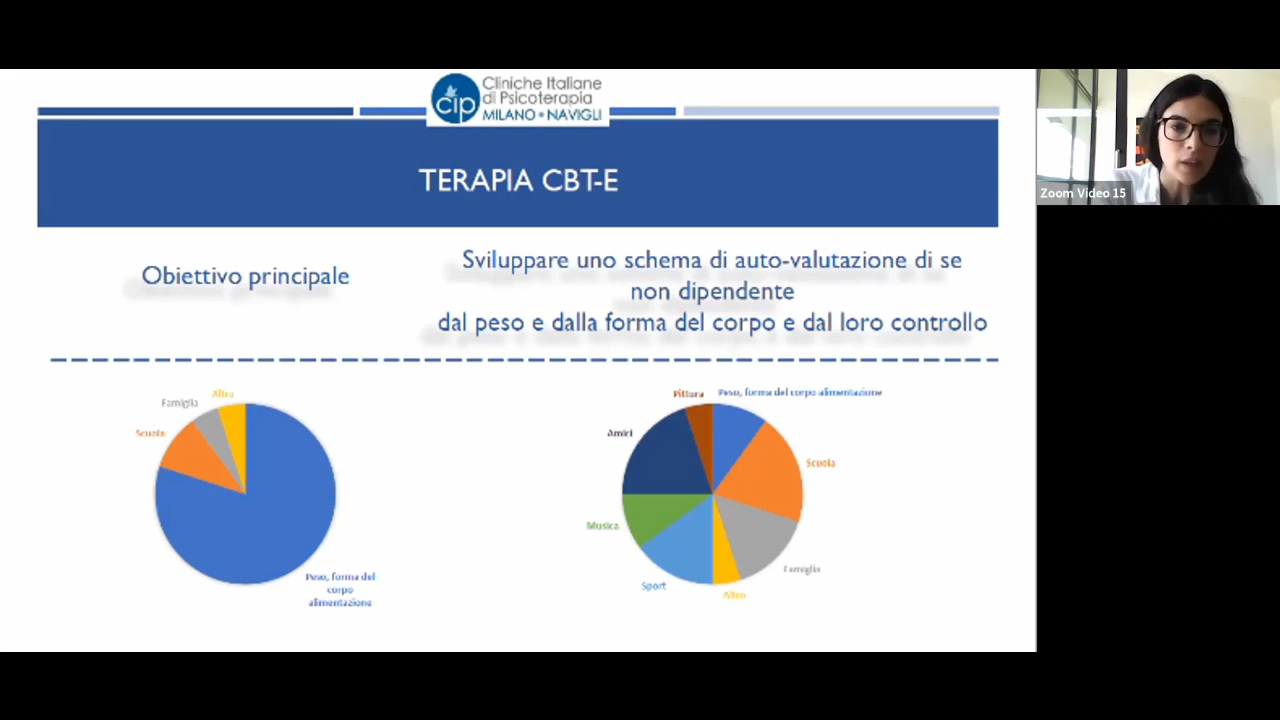 Cliniche Italiane
di Psicoterapia
cip
MILANO • NAVIGLI
Zoom Video 15
TERAPIA CBT-E
Obiettivo principale
Sviluppare uno schema di auto-valutazione di se
non dipendente
dal peso e dalla forma del corpo e dal loro controllo
Altro
Famiglia
Scuola
Peso, forma del
corpo
alimentazione
Pittura
Peso, forma del corpo alimentazione
Amici
Scuola
Musica
Famiglia
Sport
Altro